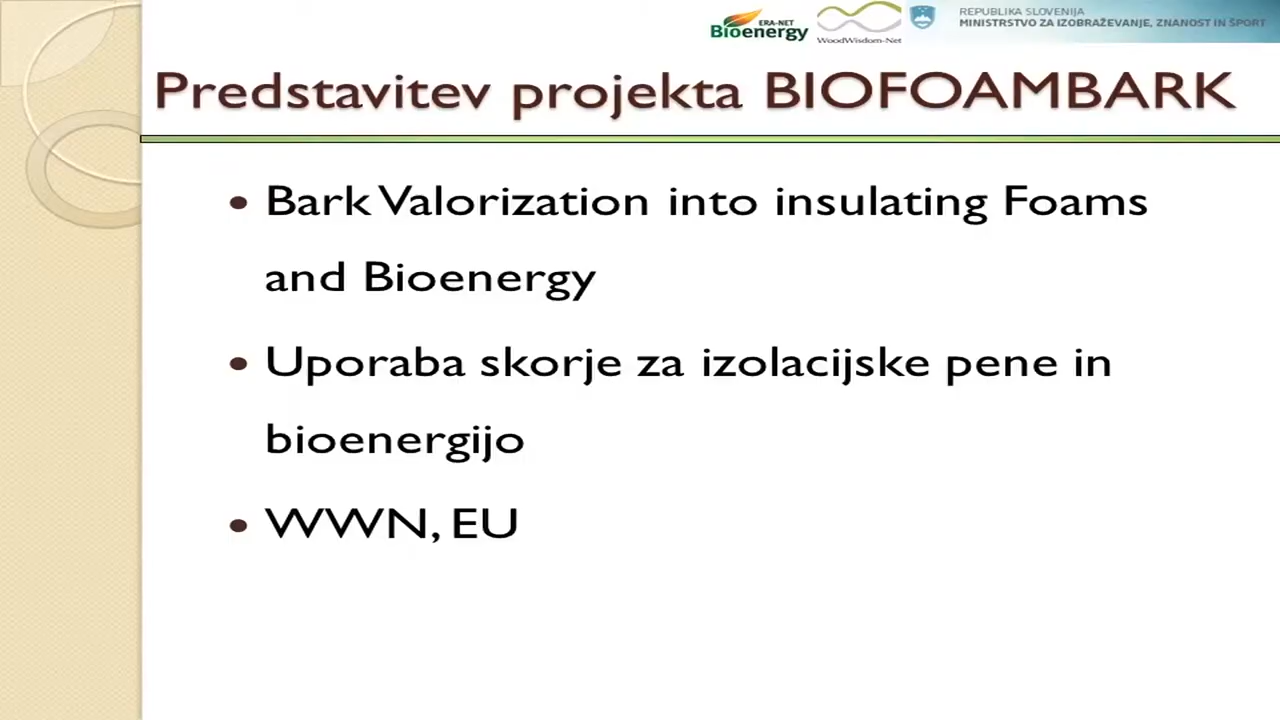 ERA-NET
Bioenergy
WoodWisdom-Net
REPUBLIKA SLOVENIJA
MINISTRSTVO ZA IZOBRAŽEVANJE, ZNANOST IN ŠPORT
Predstavitev projekta BIOFOAMBARK
• Bark Valorization into insulating Foams
and Bioenergy
• Uporaba skorje za izolacijske pene in
bioenergijo
• WWN, EU